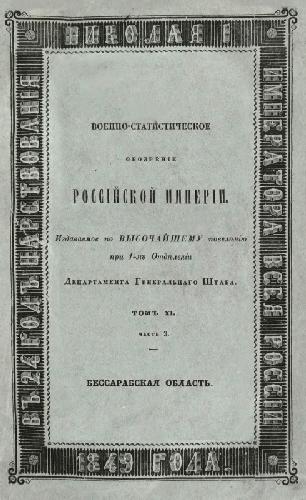 НИКОЛАЯ I
ИМПЕРАТОРА ВСЕЯ РОССІИ
ВЪ 24 ГОДЪ ЦАРСТВОВАНІЯ
ВОЕННО-СТАТИСТИЧЕСКОЕ
ОБОЗРѢНІЕ
РОССІЙСКОЙ ИМПЕРІИ.
Издаваемое по ВЫСОЧАЙШЕМУ повелѣнію
при 1-мъ Отдѣленіи
Департамента Генеральнаго Штаба.
ТОМЪ XI.
ЧАСТЬ 3.
БЕССАРАБСКАЯ ОБЛАСТЬ.
1849 ГОДА.